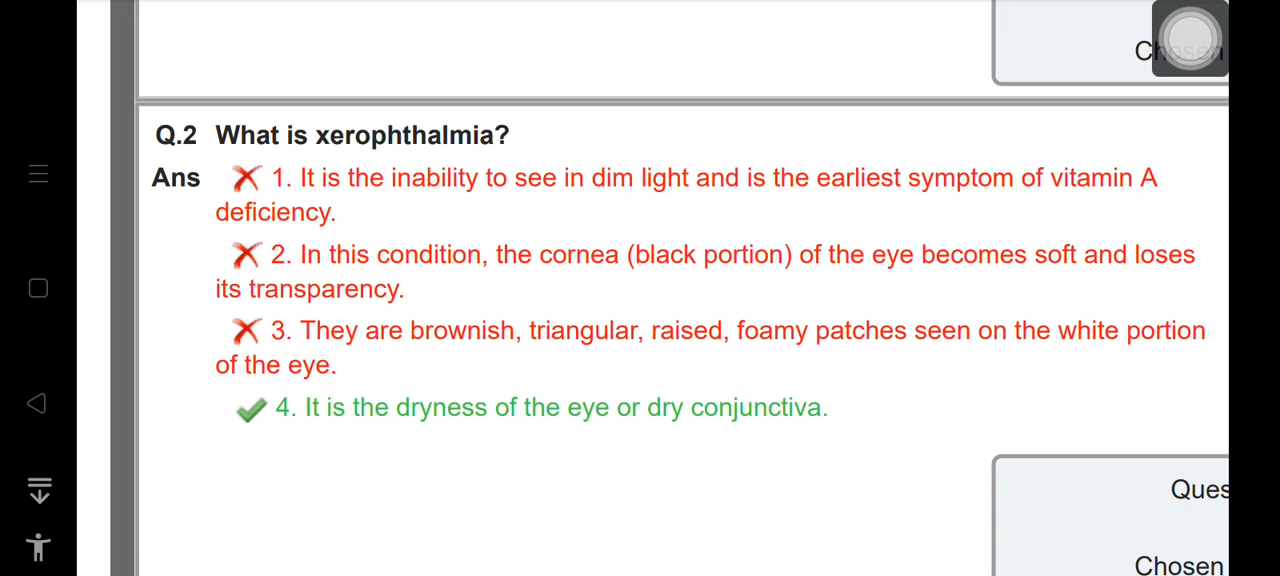 Chosen
Q.2 What is xerophthalmia?
Ans 1. It is the inability to see in dim light and is the earliest symptom of vitamin A
deficiency.
2. In this condition, the cornea (black portion) of the eye becomes soft and loses
its transparency.
3. They are brownish, triangular, raised, foamy patches seen on the white portion
of the eye.
4. It is the dryness of the eye or dry conjunctiva.
Ques
Chosen